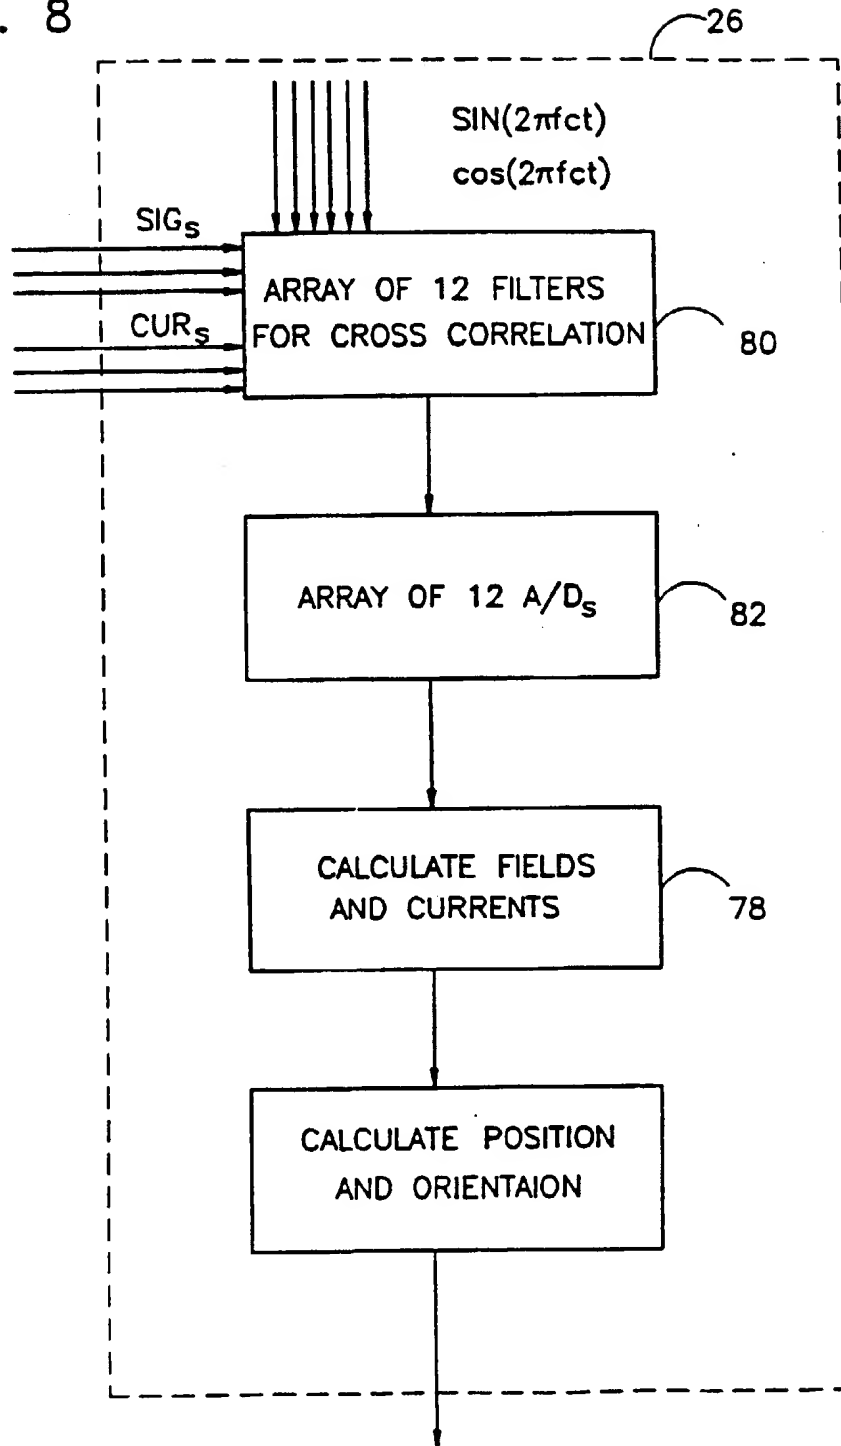 . 8
26
SIN(2πfct)
cos(2πfct)
SIGs
ARRAY OF 12 FILTERS
FOR CROSS CORRELATION
CURs
80
ARRAY OF 12 A/Ds
82
CALCULATE FIELDS
AND CURRENTS
78
CALCULATE POSITION
AND ORIENTAION